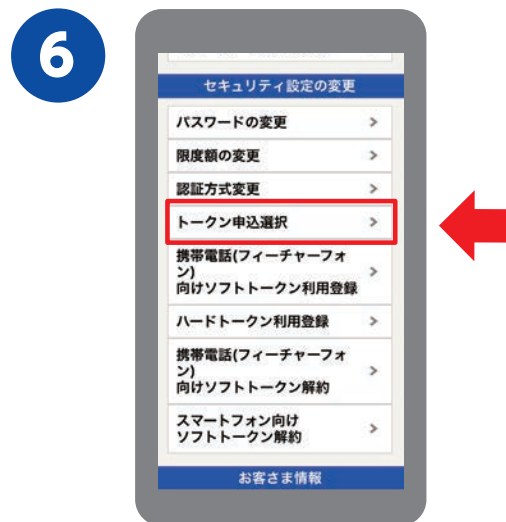 6
セキュリティ設定の変更
パスワードの変更 >
限度額の変更 >
認証方式変更 >
トークン申込選択 >
携帯電話(フィーチャーフォ
ン)
向けソフトトークン利用登録 >
ハードトークン利用登録 >
携帯電話(フィーチャーフォ
ン)
向けソフトトークン解約 >
スマートフォン向け
ソフトトークン解約 >
お客さま情報